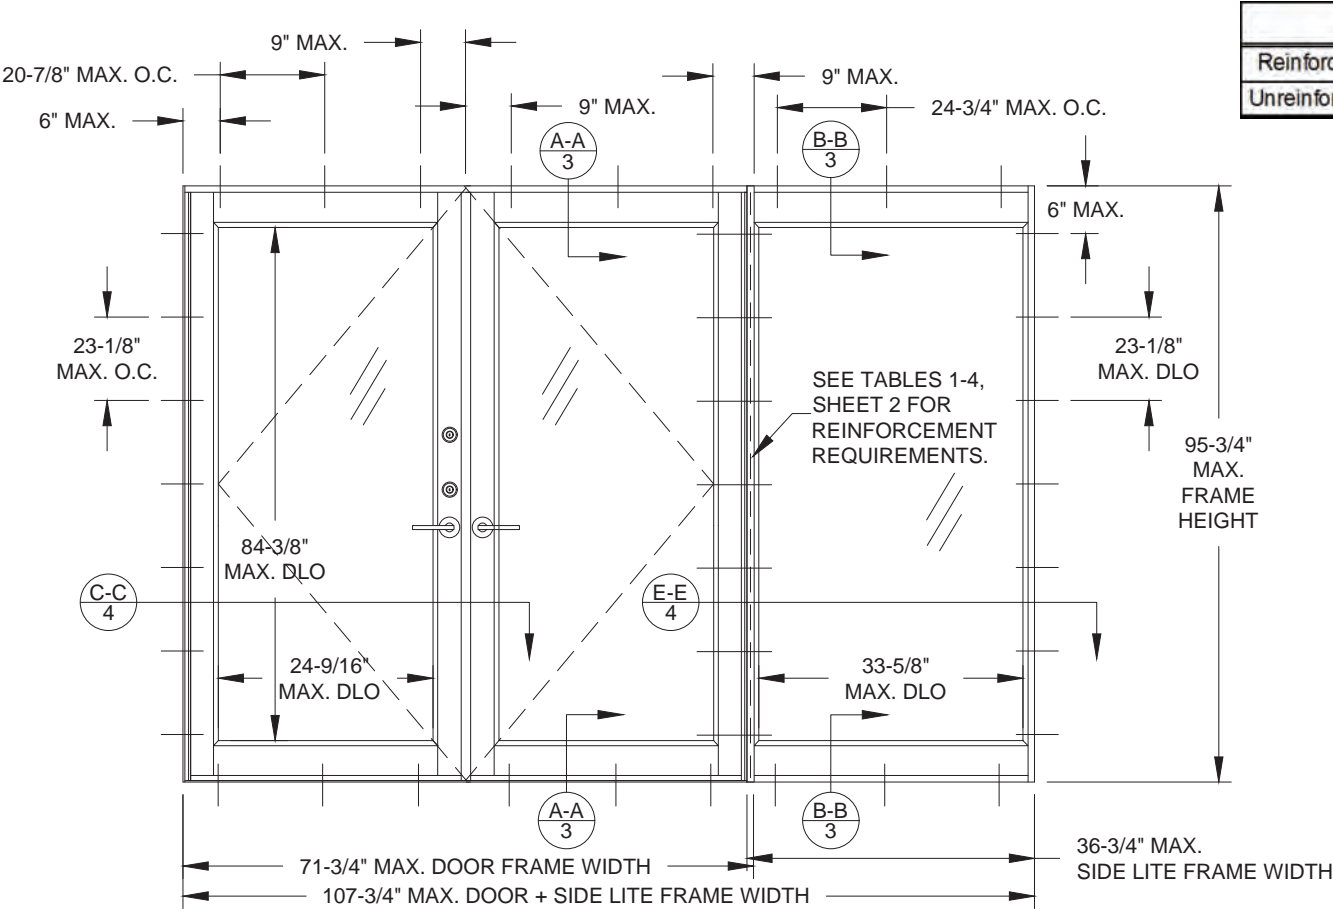 9" MAX.
20-7/8" MAX. O.C.
6" MAX.
9" MAX.
9" MAX.
24-3/4" MAX. O.C.
Reinforc
Unreinfor
A-A
3
B-B
3
6" MAX.
23-1/8"
MAX. O.C.
SEE TABLES 1-4,
SHEET 2 FOR
REINFORCEMENT
REQUIREMENTS.
23-1/8"
MAX. DLO
95-3/4"
MAX.
FRAME
HEIGHT
84-3/8"
MAX. DLO
C-C
4
E-E
4
24-9/16"
MAX. DLO
33-5/8"
MAX. DLO
A-A
3
B-B
3
71-3/4" MAX. DOOR FRAME WIDTH
36-3/4" MAX.
SIDE LITE FRAME WIDTH
107-3/4" MAX. DOOR + SIDE LITE FRAME WIDTH